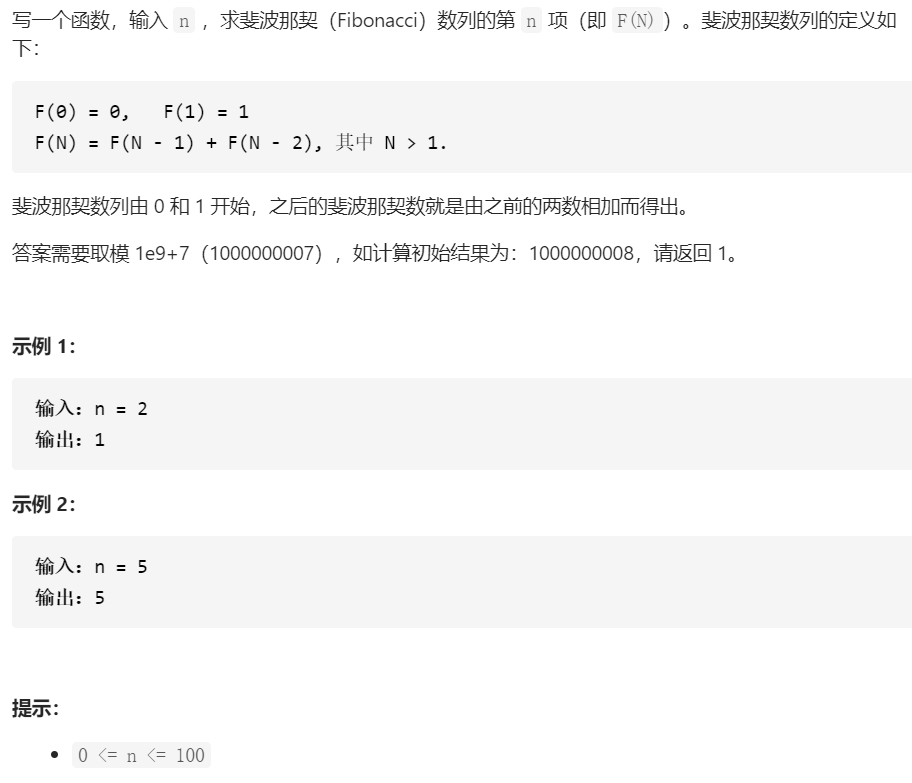 写一个函数，输入 n ，求斐波那契（Fibonacci）数列的第 n 项（即 F(N)）。斐波那契数列的定义如
下：
F(0) = 0,   F(1) = 1
F(N) = F(N - 1) + F(N - 2), 其中 N > 1.
斐波那契数列由 0 和 1 开始，之后的斐波那契数就是由之前的两数相加而得出。
答案需要取模 1e9+7（1000000007），如计算初始结果为：1000000008，请返回 1。
示例 1：
输入：n = 2
输出：1
示例 2：
输入：n = 5
输出：5
提示：
• 0 <= n <= 100